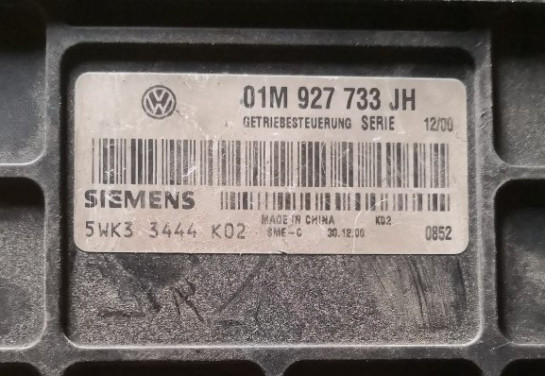 01M 927 733 JH
GETRIEBESTEUERUNG SERIE 12/00
SIEMENS
MADE IN CHINA K02
5WK3 3444 K02 SME-C 30.12.00 0852